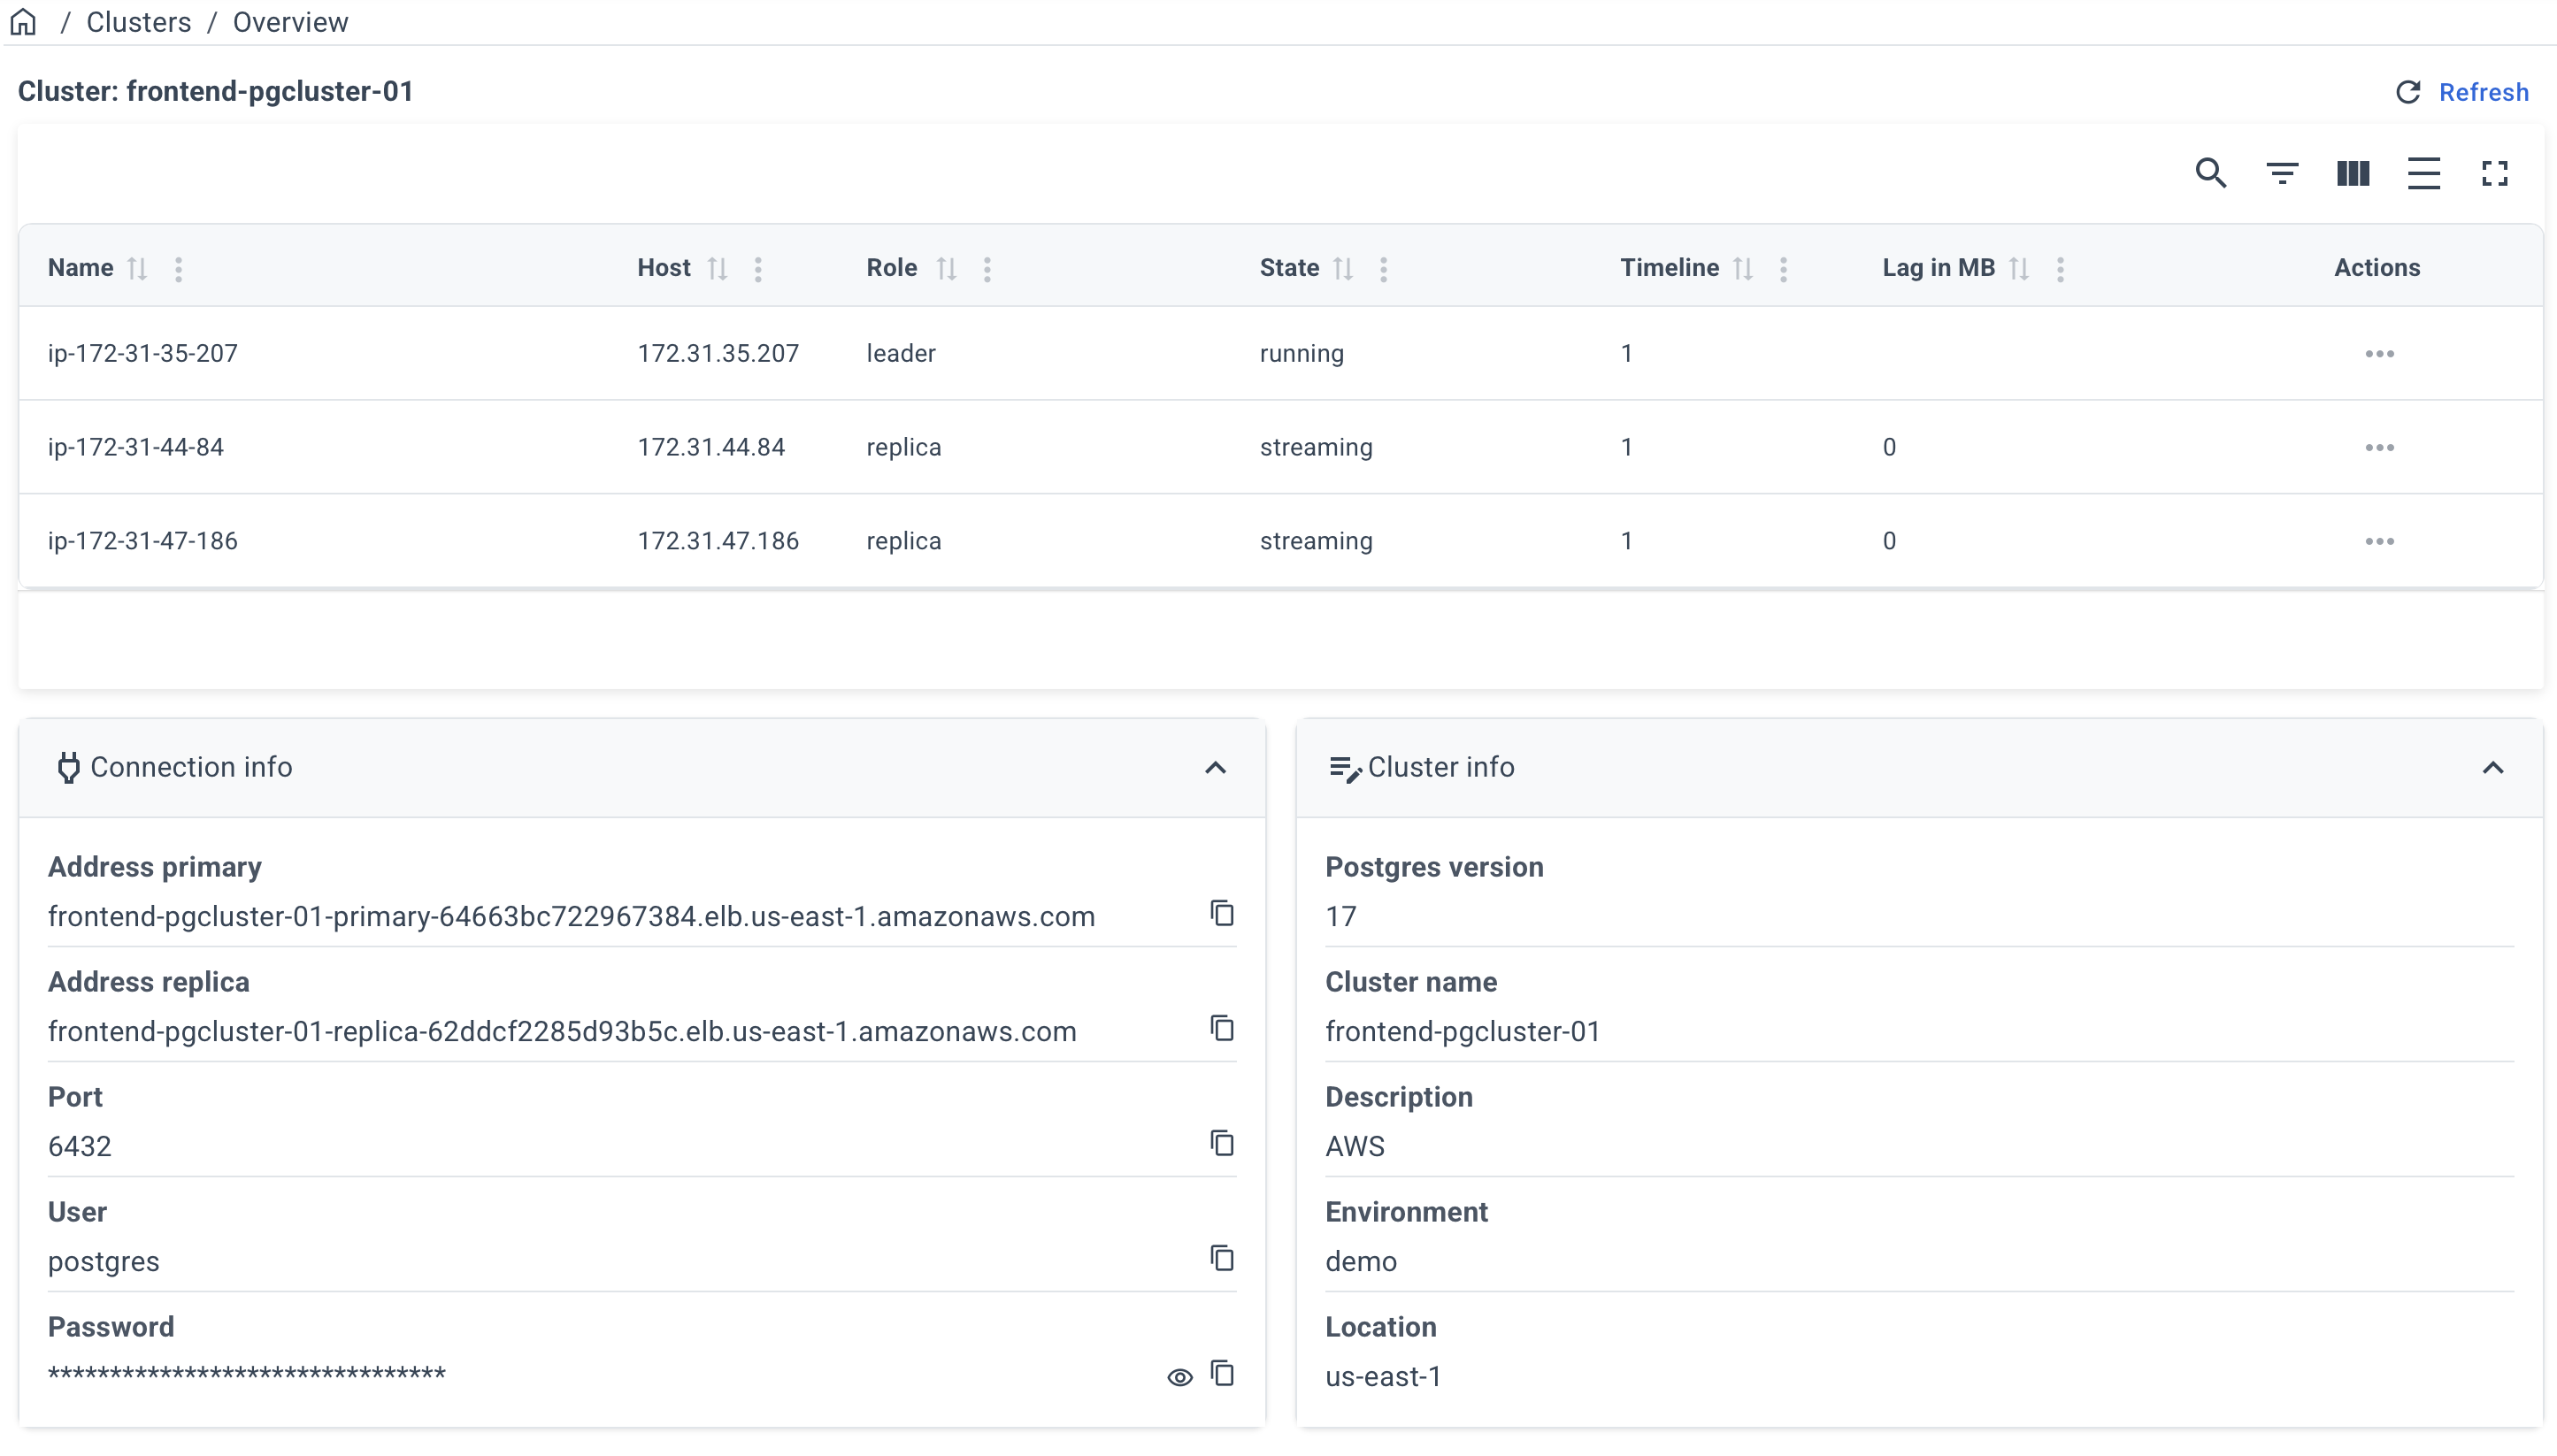 / Clusters / Overview
Cluster: frontend-pgcluster-01
Refresh
Name Host Role State Timeline Lag in MB Actions
ip-172-31-35-207 172.31.35.207 leader running 1
ip-172-31-44-84 172.31.44.84 replica streaming 1 0
ip-172-31-47-186 172.31.47.186 replica streaming 1 0
Connection info
Address primary
frontend-pgcluster-01-primary-64663bc722967384.elb.us-east-1.amazonaws.com
Address replica
frontend-pgcluster-01-replica-62ddcf2285d93b5c.elb.us-east-1.amazonaws.com
Port
6432
User
postgres
Password
********************************
Cluster info
Postgres version
17
Cluster name
frontend-pgcluster-01
Description
AWS
Environment
demo
Location
us-east-1